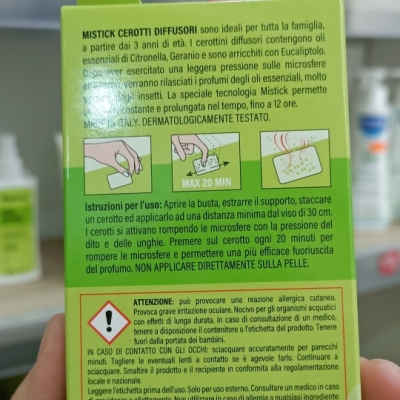 MISTICK CEROTTI DIFFUSORI sono ideali per tutta la famiglia,
a partire dai 3 anni di età. I cerottini diffusori contengono oli
essenziali di Citronella, Geranio e sono arricchiti con Eucaliptolo.
Dopo aver esercitato una leggera pressione sulle microsfere
verranno rilasciati i profumi degli oli essenziali, molto
insetti. La speciale tecnologia Mistick permette
costante e prolungata nel tempo, fino a 12 ore.
MADE IN ITALY. DERMATOLOGICAMENTE TESTATO.
MAX 20 MIN
Istruzioni per l'uso: Aprire la busta, estrarre il supporto, staccare
un cerotto ed applicarlo ad una distanza minima dal viso di 30 cm.
I cerotti si attivano rompendo le microsfere con la pressione del
dito e delle unghie. Premere sul cerotto ogni 20 minuti per
rompere le microsfere e permettere una più efficace fuoriuscita
del profumo. NON APPLICARE DIRETTAMENTE SULLA PELLE.
ATTENZIONE: può provocare una reazione allergica cutanea.
Provoca grave irritazione oculare. Nocivo per gli organismi acquatici
con effetti di lunga durata. In caso di consultazione di un medico,
tenere a disposizione il contenitore o l'etichetta del prodotto. Tenere
fuori dalla portata dei bambini.
IN CASO DI CONTATTO CON GLI OCCHI: sciacquare accuratamente per parecchi
minuti. Togliere le eventuali lenti a contatto se è agevole farlo. Continuare a
sciacquare. Smaltire il prodotto e il recipiente in conformità alla regolamentazione
locale e nazionale.
Leggere l'etichetta prima dell'uso. Solo per uso esterno. Consultare un medico in caso